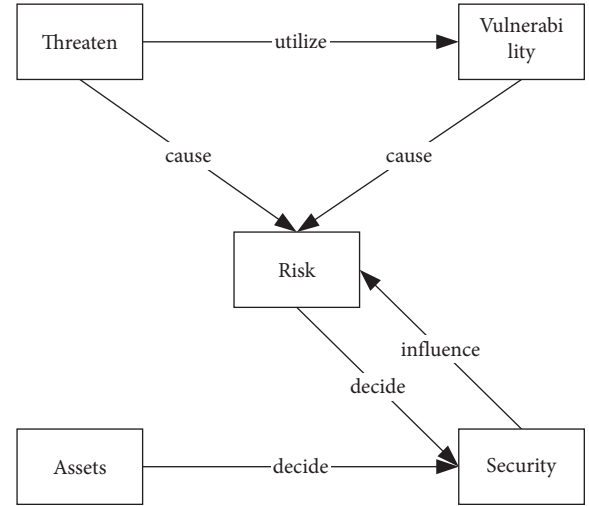 Threaten
utilize
Vulnerabi
lity
cause
cause
Risk
influence
decide
Assets
decide
Security